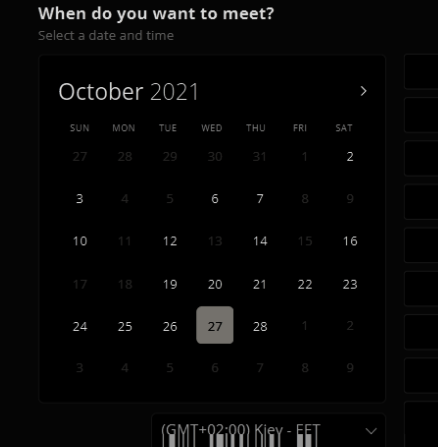 When do you want to meet?
Select a date and time
October 2021
SUN MON TUE WED THU FRI SAT
27 28 29 30 31 1 2
3 4 5 6 7 8 9
10 11 12 13 14 15 16
17 18 19 20 21 22 23
24 25 26 27 28 1 2
3 4 5 6 7 8 9
(GMT+02:00) Kiev - EET